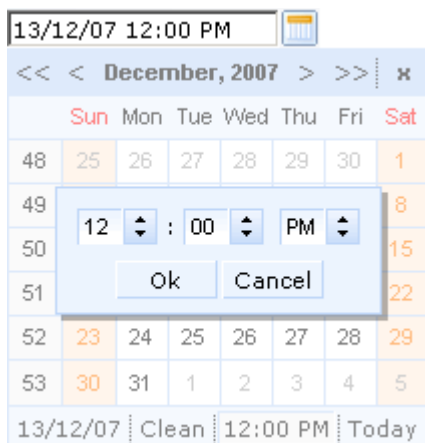 13/12/07 12:00 PM
<< < December, 2007 > >> x
Sun Mon Tue Wed Thu Fri Sat
48 25 26 27 28 29 30 1
49 8
12 : 00 PM
50 15
Ok Cancel
51 22
52 23 24 25 26 27 28 29
53 30 31 1 2 3 4 5
13/12/07 Clean 12:00 PM Today